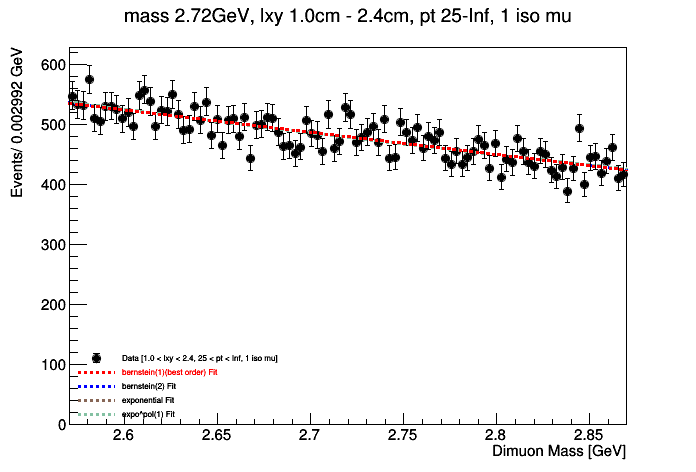 mass 2.72GeV, lxy 1.0cm - 2.4cm, pt 25-Inf, 1 iso mu
Events/ 0.002992 GeV
600
500
400
300
200
100
0
Data [1.0 < lxy < 2.4, 25 < pt < Inf, 1 iso mu]
bernstein(1)(best order) Fit
bernstein(2) Fit
exponential Fit
expo*pol(1) Fit
2.6 2.65 2.7 2.75 2.8 2.85
Dimuon Mass [GeV]